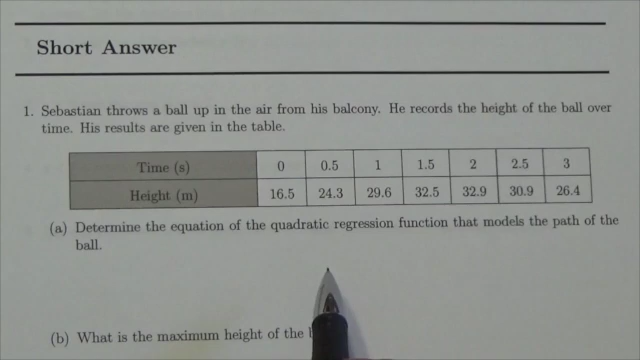 Short Answer
1. Sebastian throws a ball up in the air from his balcony. He records the height of the ball over
time. His results are given in the table.
Time (s) 0 0.5 1 1.5 2 2.5 3
Height (m) 16.5 24.3 29.6 32.5 32.9 30.9 26.4
(a) Determine the equation of the quadratic regression function that models the path of the
ball.
(b) What is the maximum height of the